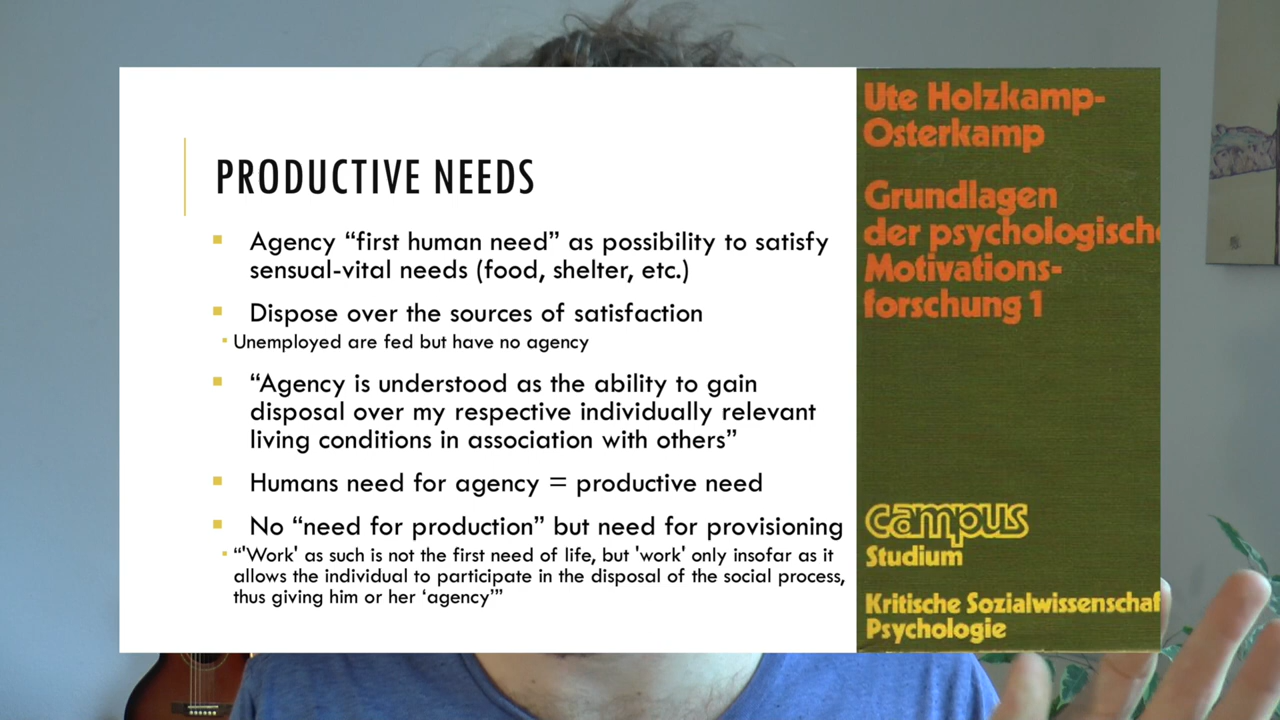 PRODUCTIVE NEEDS
Agency “first human need” as possibility to satisfy
sensual-vital needs (food, shelter, etc.)
Dispose over the sources of satisfaction
Unemployed are fed but have no agency
“Agency is understood as the ability to gain
disposal over my respective individually relevant
living conditions in association with others”
Humans need for agency = productive need
No “need for production” but need for provisioning
“'Work' as such is not the first need of life, but 'work' only insofar as it
allows the individual to participate in the disposal of the social process,
thus giving him or her ‘agency’”
Ute Holzkamp-
Osterkamp
Grundlagen
der psychologische
Motivations-
forschung 1
campus
Studium
Kritische Sozialwissenschaf
Psychologie